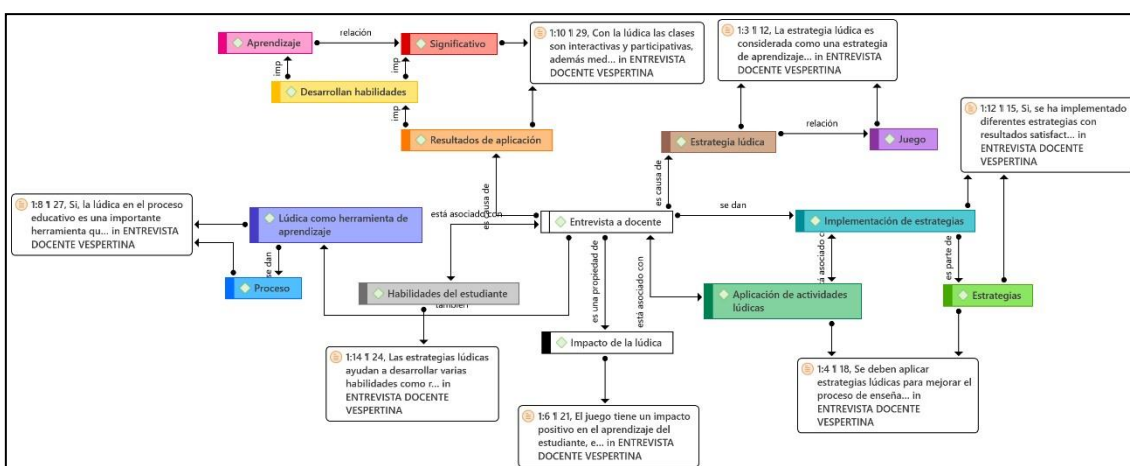 Aprendizaje
relación
Significativo
1:10 ¶ 29, Con la lúdica las clases
son interactivas y participativas,
además med... in ENTREVISTA
DOCENTE VESPERTINA
1:3 ¶ 12, La estrategia lúdica es
considerada como una estrategia
de aprendizaje... in ENTREVISTA
DOCENTE VESPERTINA
imp
imp
Desarrollan habilidades
imp
Resultados de aplicación
Estrategia lúdica
relación
Juego
1:12 ¶ 15, Si, se ha implementado
diferentes estrategias con
resultados satisfact... in
ENTREVISTA DOCENTE
VESPERTINA
es causa de
es causa de
1:8 ¶ 27, Si, la lúdica en el proceso
educativo es una importante
herramienta qu... in ENTREVISTA
DOCENTE VESPERTINA
Lúdica como herramienta de
aprendizaje
está asociado con
Entrevista a docente
se dan
Implementación de estrategias
se dan
Proceso
Habilidades del estudiante
también
es una propiedad de
está asociado con
Aplicación de actividades
lúdicas
está asociado c
es parte de
Estrategias
Impacto de la lúdica
1:14 ¶ 24, Las estrategias lúdicas
ayudan a desarrollar varias
habilidades como r... in
ENTREVISTA DOCENTE
VESPERTINA
1:4 ¶ 18, Se deben aplicar
estrategias lúdicas para mejorar el
proceso de enseña... in
ENTREVISTA DOCENTE
VESPERTINA
1:6 ¶ 21, El juego tiene un impacto
positivo en el aprendizaje del
estudiante, e... in ENTREVISTA
DOCENTE VESPERTINA